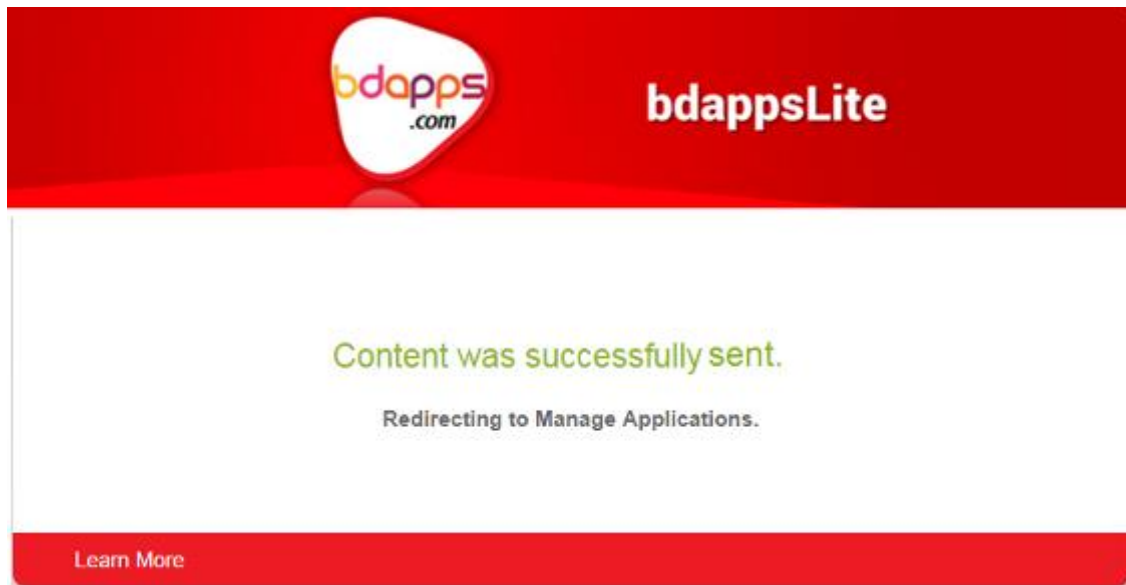 bdapps
.com
bdappsLite
Content was successfully sent.
Redirecting to Manage Applications.
Learn More